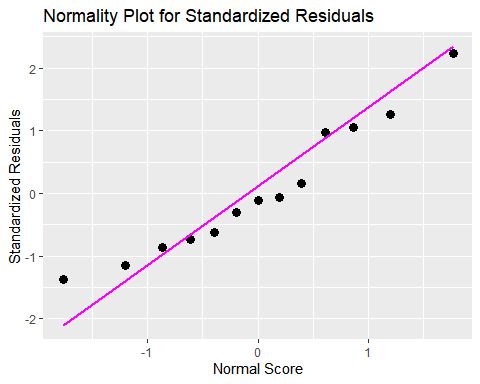 Normality Plot for Standardized Residuals
Standardized Residuals
2
1
0
-1
-2
-1
0
1
Normal Score